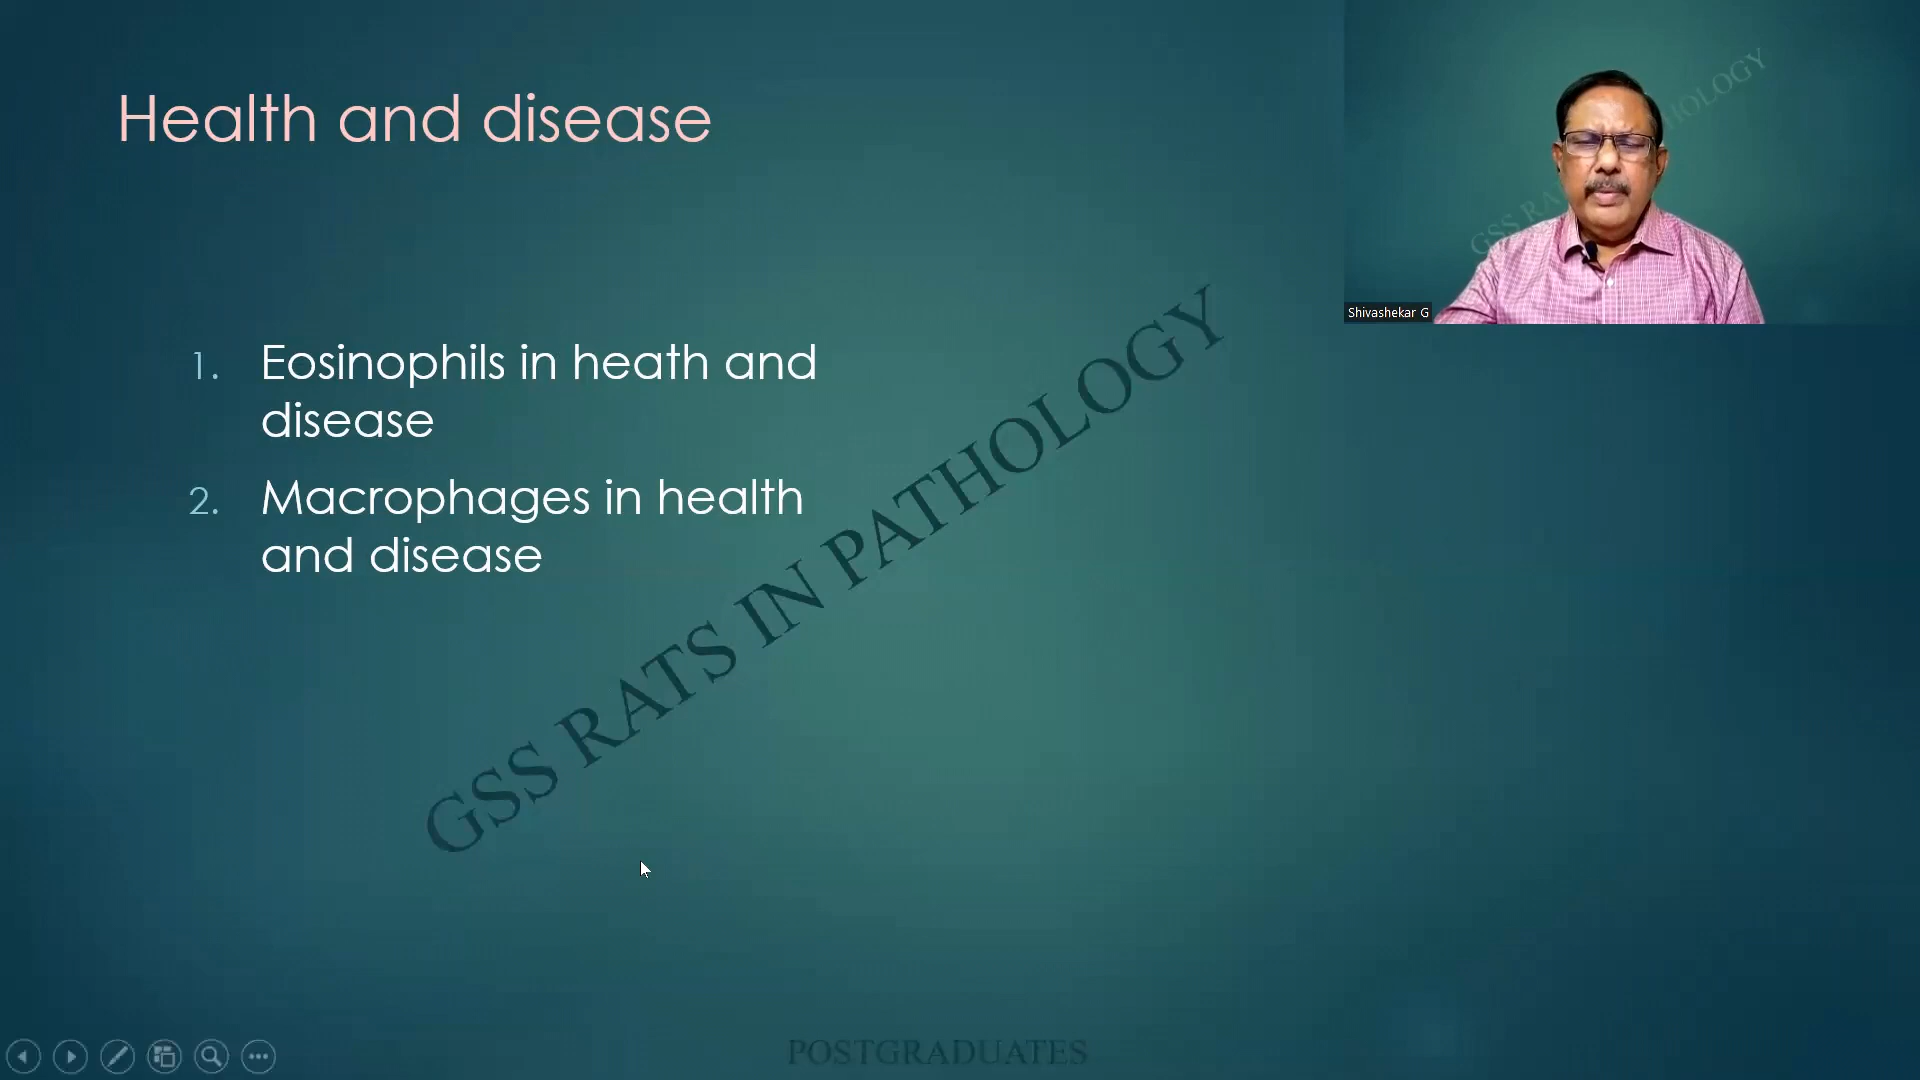 Health and disease
1. Eosinophils in heath and
disease
2. Macrophages in health
and disease
GSS RATS IN PATHOLOGY
Shivashekar G
POSTGRADUATES